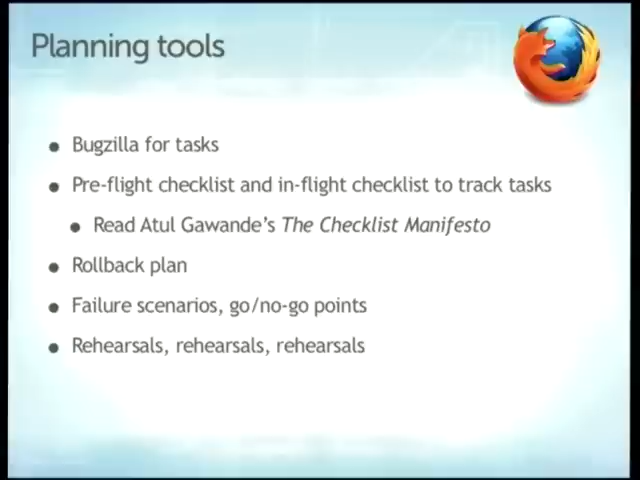 Planning tools
Bugzilla for tasks
Pre-flight checklist and in-flight checklist to track tasks
Read Atul Gawande's The Checklist Manifesto
Rollback plan
Failure scenarios, go/no-go points
Rehearsals, rehearsals, rehearsals